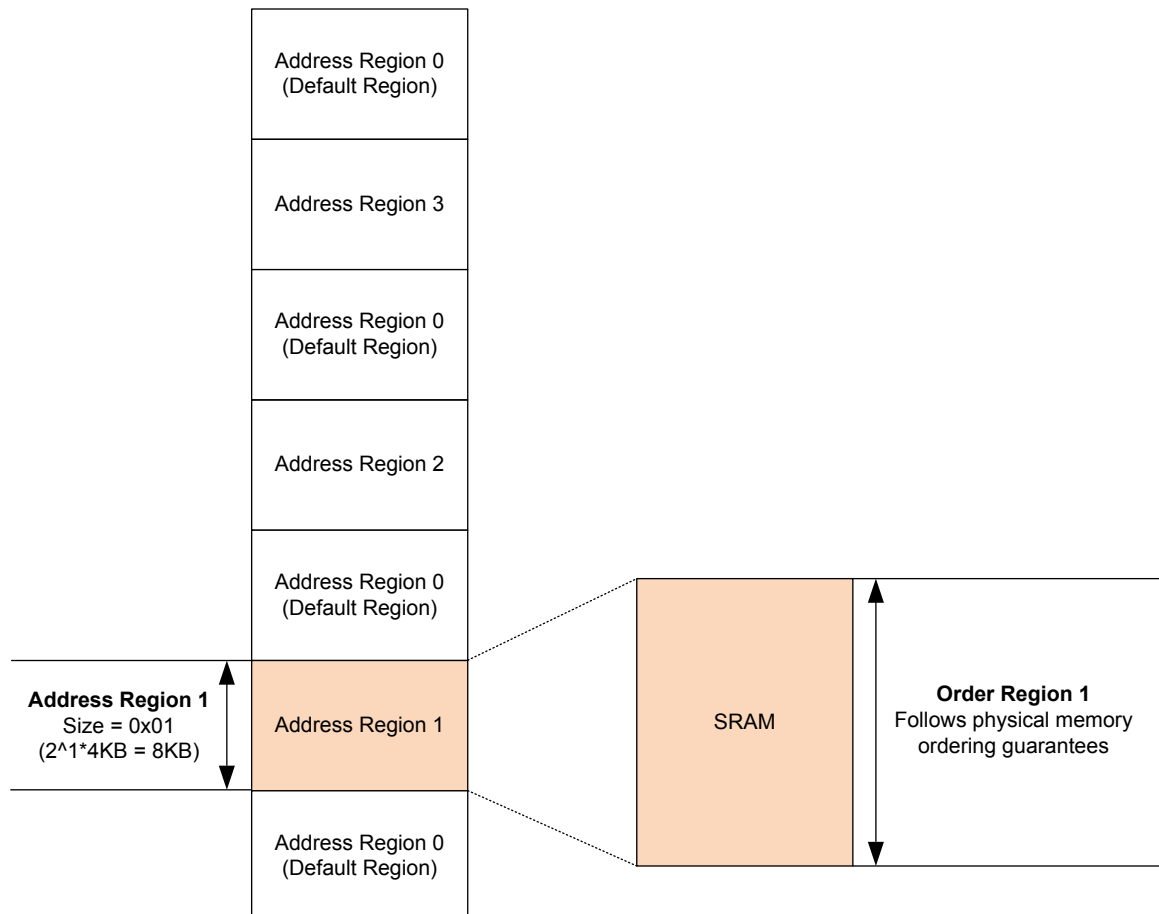 Address Region 0
(Default Region)
Address Region 3
Address Region 0
(Default Region)
Address Region 2
Address Region 0
(Default Region)
Address Region 1
Size = 0x01
(2^1*4KB = 8KB)
Address Region 1
SRAM
Order Region 1
Follows physical memory
ordering guarantees
Address Region 0
(Default Region)